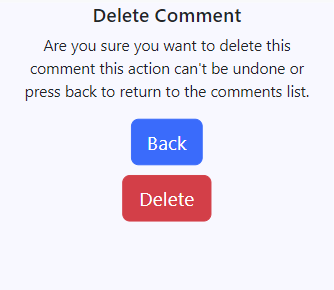 Delete Comment
Are you sure you want to delete this
comment this action can't be undone or
press back to return to the comments list.
Back
Delete